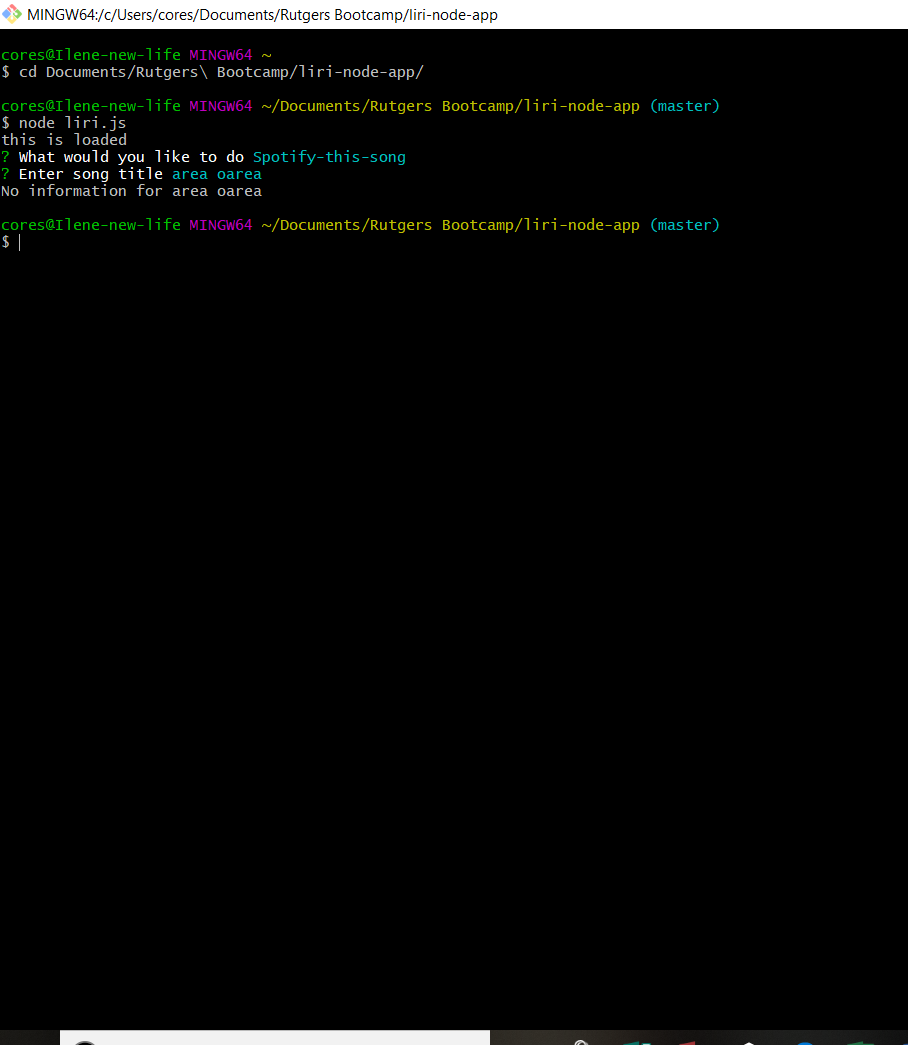 MINGW64:/c/Users/cores/Documents/Rutgers Bootcamp/liri-node-app
cores@Ilene-new-life MINGW64 ~
$ cd Documents/Rutgers\ Bootcamp/liri-node-app/
cores@Ilene-new-life MINGW64 ~/Documents/Rutgers Bootcamp/liri-node-app (master)
$ node liri.js
this is loaded
? What would you like to do Spotify-this-song
? Enter song title area oarea
No information for area oarea
cores@Ilene-new-life MINGW64 ~/Documents/Rutgers Bootcamp/liri-node-app (master)
$